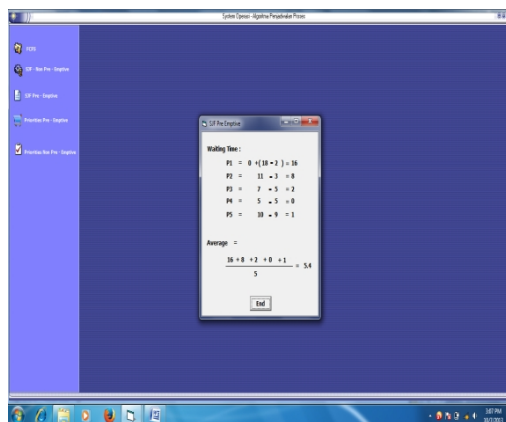 System Operasi - Algoritma Penjadwalan Proses
FCFS
SJF - Non Pre - Emptive
SJF Pre - Emptive
Prioritas Pre - Emptive
Prioritas Non Pre - Emptive
SJF Pre Emptive
Waiting Time :
P1 = 0 +( 18 - 2 ) = 16
P2 = 11 - 3 = 8
P3 = 7 - 5 = 2
P4 = 5 - 5 = 0
P5 = 10 - 9 = 1
Average =
16 + 8 + 2 + 0 + 1
= 5.4
5
End
3:07 PM